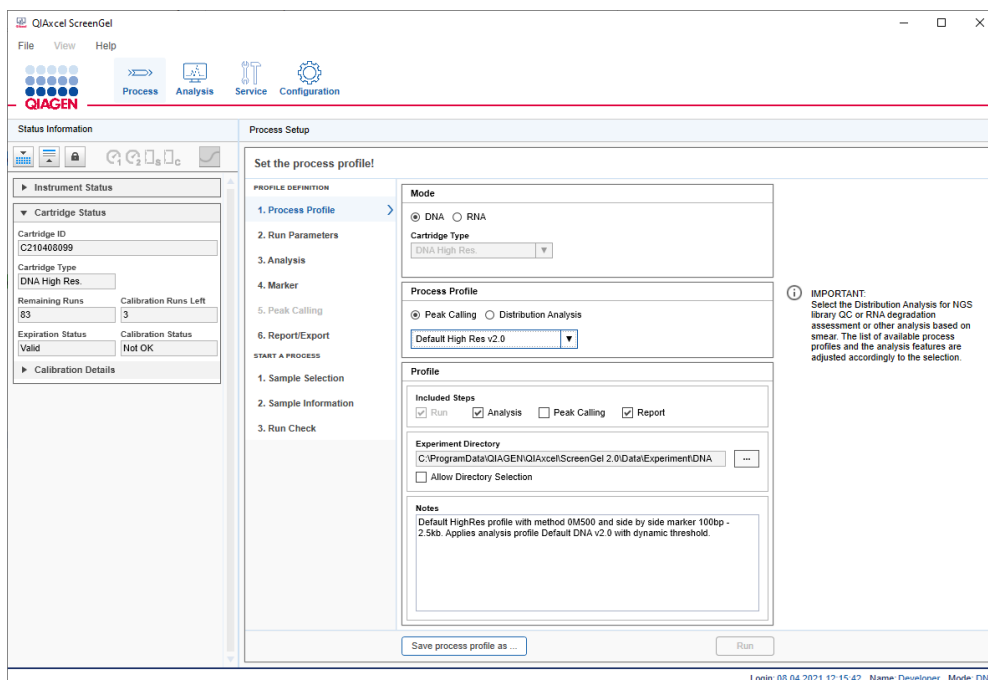 QIAxcel ScreenGel
File View Help
QIAGEN
Process Analysis Service Configuration
Status Information
Instrument Status
Cartridge Status
Cartridge ID
C210408099
Cartridge Type
DNA High Res.
Remaining Runs Calibration Runs Left
83 3
Expiration Status Calibration Status
Valid Not OK
Calibration Details
Process Setup
Set the process profile!
PROFILE DEFINITION
1. Process Profile
2. Run Parameters
3. Analysis
4. Marker
5. Peak Calling
6. Report/Export
START A PROCESS
1. Sample Selection
2. Sample Information
3. Run Check
Mode
DNA RNA
Cartridge Type
DNA High Res.
Process Profile
Peak Calling Distribution Analysis
Default High Res v2.0
Profile
Included Steps
Run Analysis Peak Calling Report
Experiment Directory
C:\ProgramData\QIAGEN\QIAxcel\ScreenGel 2.0\Data\Experiment\DNA ...
Allow Directory Selection
Notes
Default HighRes profile with method 0M500 and side by side marker 100bp -
2.5kb. Applies analysis profile Default DNA v2.0 with dynamic threshold.
IMPORTANT:
Select the Distribution Analysis for NGS
library QC or RNA degradation
assessment or other analysis based on
smear. The list of available process
profiles and the analysis features are
adjusted accordingly to the selection.
Save process profile as ... Run
Login: 08.04.2021 12:15:42 Name: Developer Mode: DN